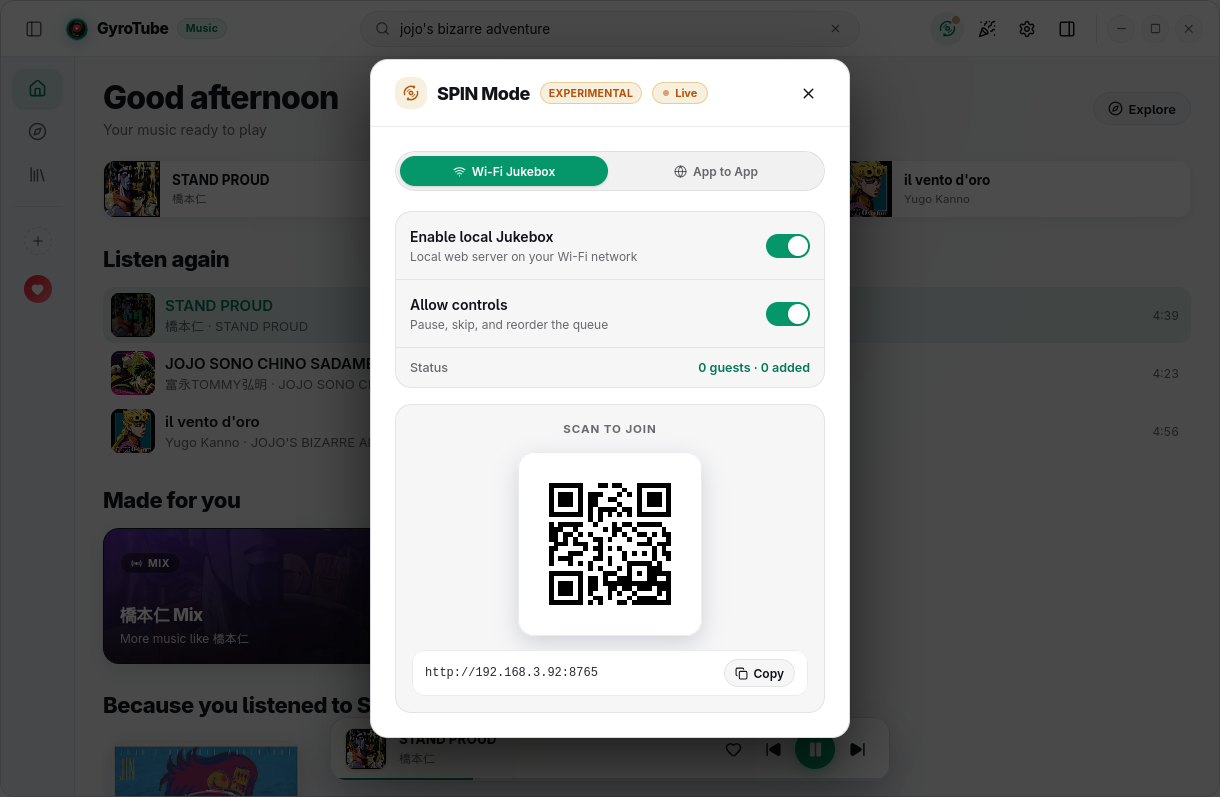 GyroTube
Music
jojo's bizarre adventure
Good afternoon
Your music ready to play
Explore
STAND PROUD
橋本仁
il vento d'oro
Yugo Kanno
Listen again
STAND PROUD
橋本仁 · STAND PROUD
4:39
JOJO SONO CHINO SADAME
富永TOMMY弘明 · JOJO SONO C
4:23
il vento d'oro
Yugo Kanno · JOJO'S BIZARRE A
4:56
Made for you
MIX
橋本仁 Mix
More music like 橋本仁
Because you listened to S
JIN
STAND PROUD
橋本仁
SPIN Mode
EXPERIMENTAL
Live
Wi-Fi Jukebox
App to App
Enable local Jukebox
Local web server on your Wi-Fi network
Allow controls
Pause, skip, and reorder the queue
Status
0 guests · 0 added
SCAN TO JOIN
http://192.168.3.92:8765
Copy